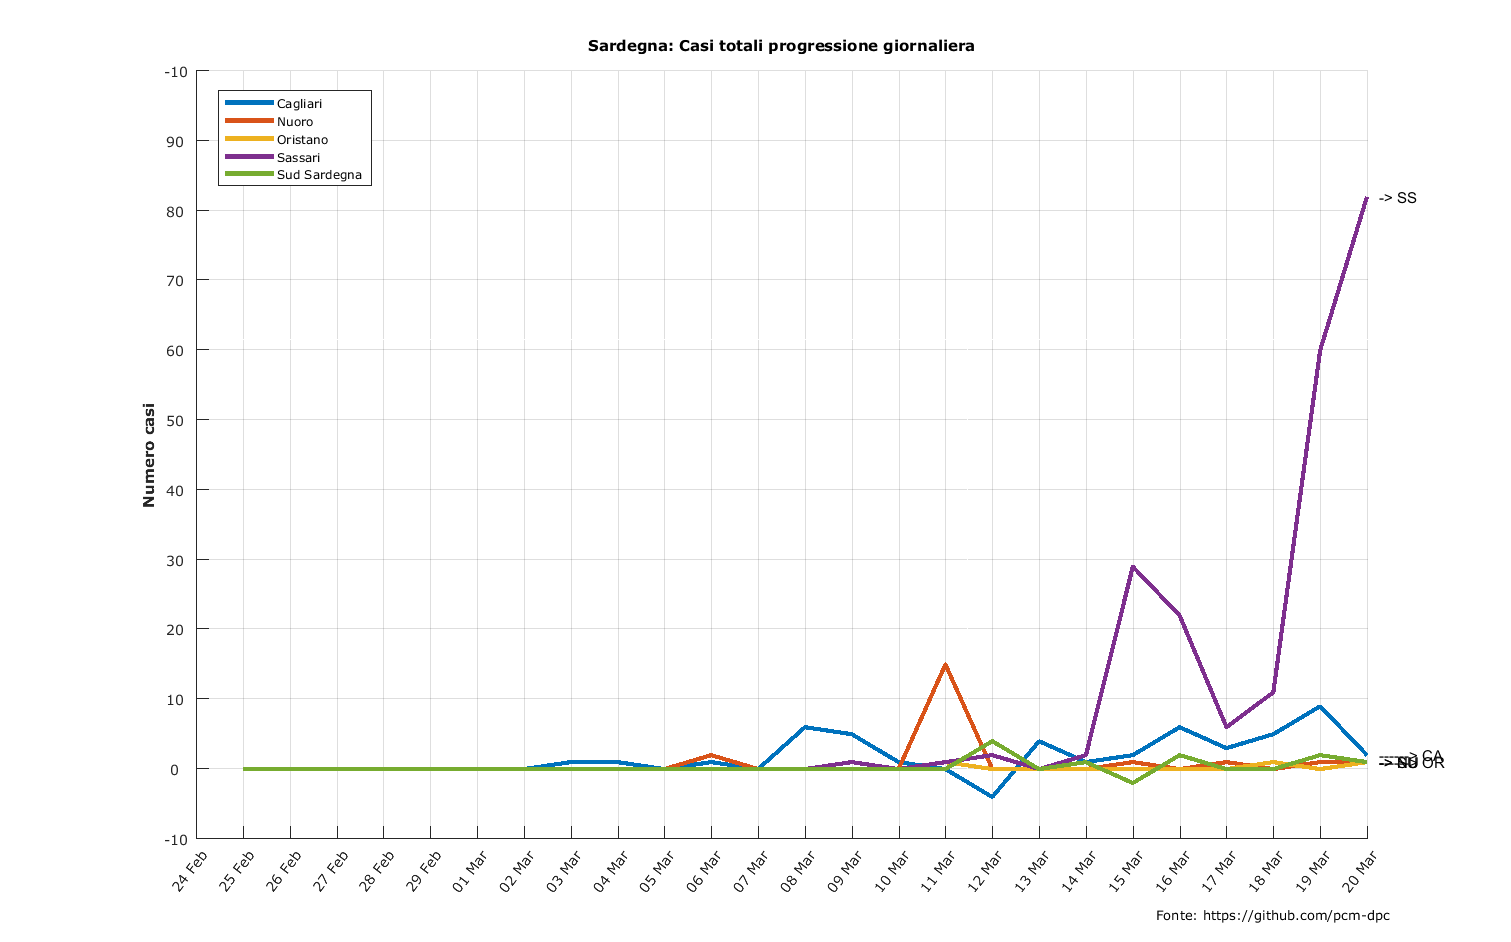 Sardegna: Casi totali progressione giornaliera
-10
90
80
70
60
50
40
30
20
10
0
-10
Numero casi
Cagliari
Nuoro
Oristano
Sassari
Sud Sardegna
-> SS
-> CA
OR
24 Feb
25 Feb
26 Feb
27 Feb
28 Feb
29 Feb
01 Mar
02 Mar
03 Mar
04 Mar
05 Mar
06 Mar
07 Mar
08 Mar
09 Mar
10 Mar
11 Mar
12 Mar
13 Mar
14 Mar
15 Mar
16 Mar
17 Mar
18 Mar
19 Mar
20 Mar
Fonte: https://github.com/pcm-dpc